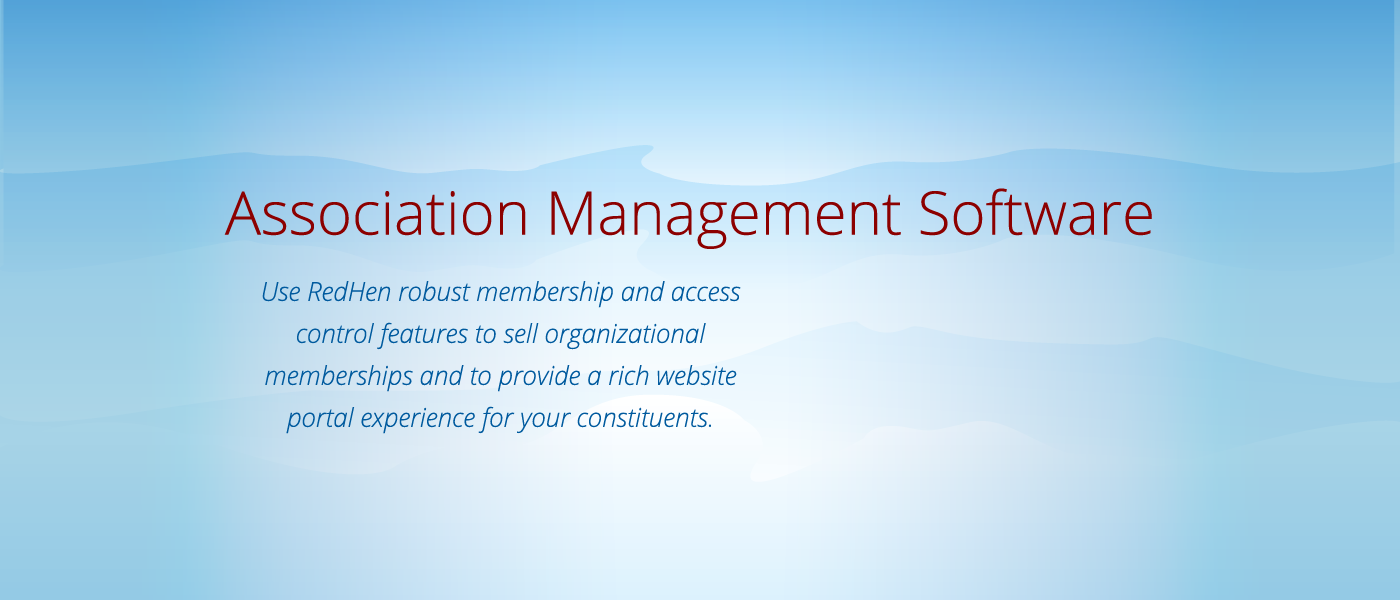 Association Management Software
Use RedHen robust membership and access
control features to sell organizational
memberships and to provide a rich website
portal experience for your constituents.